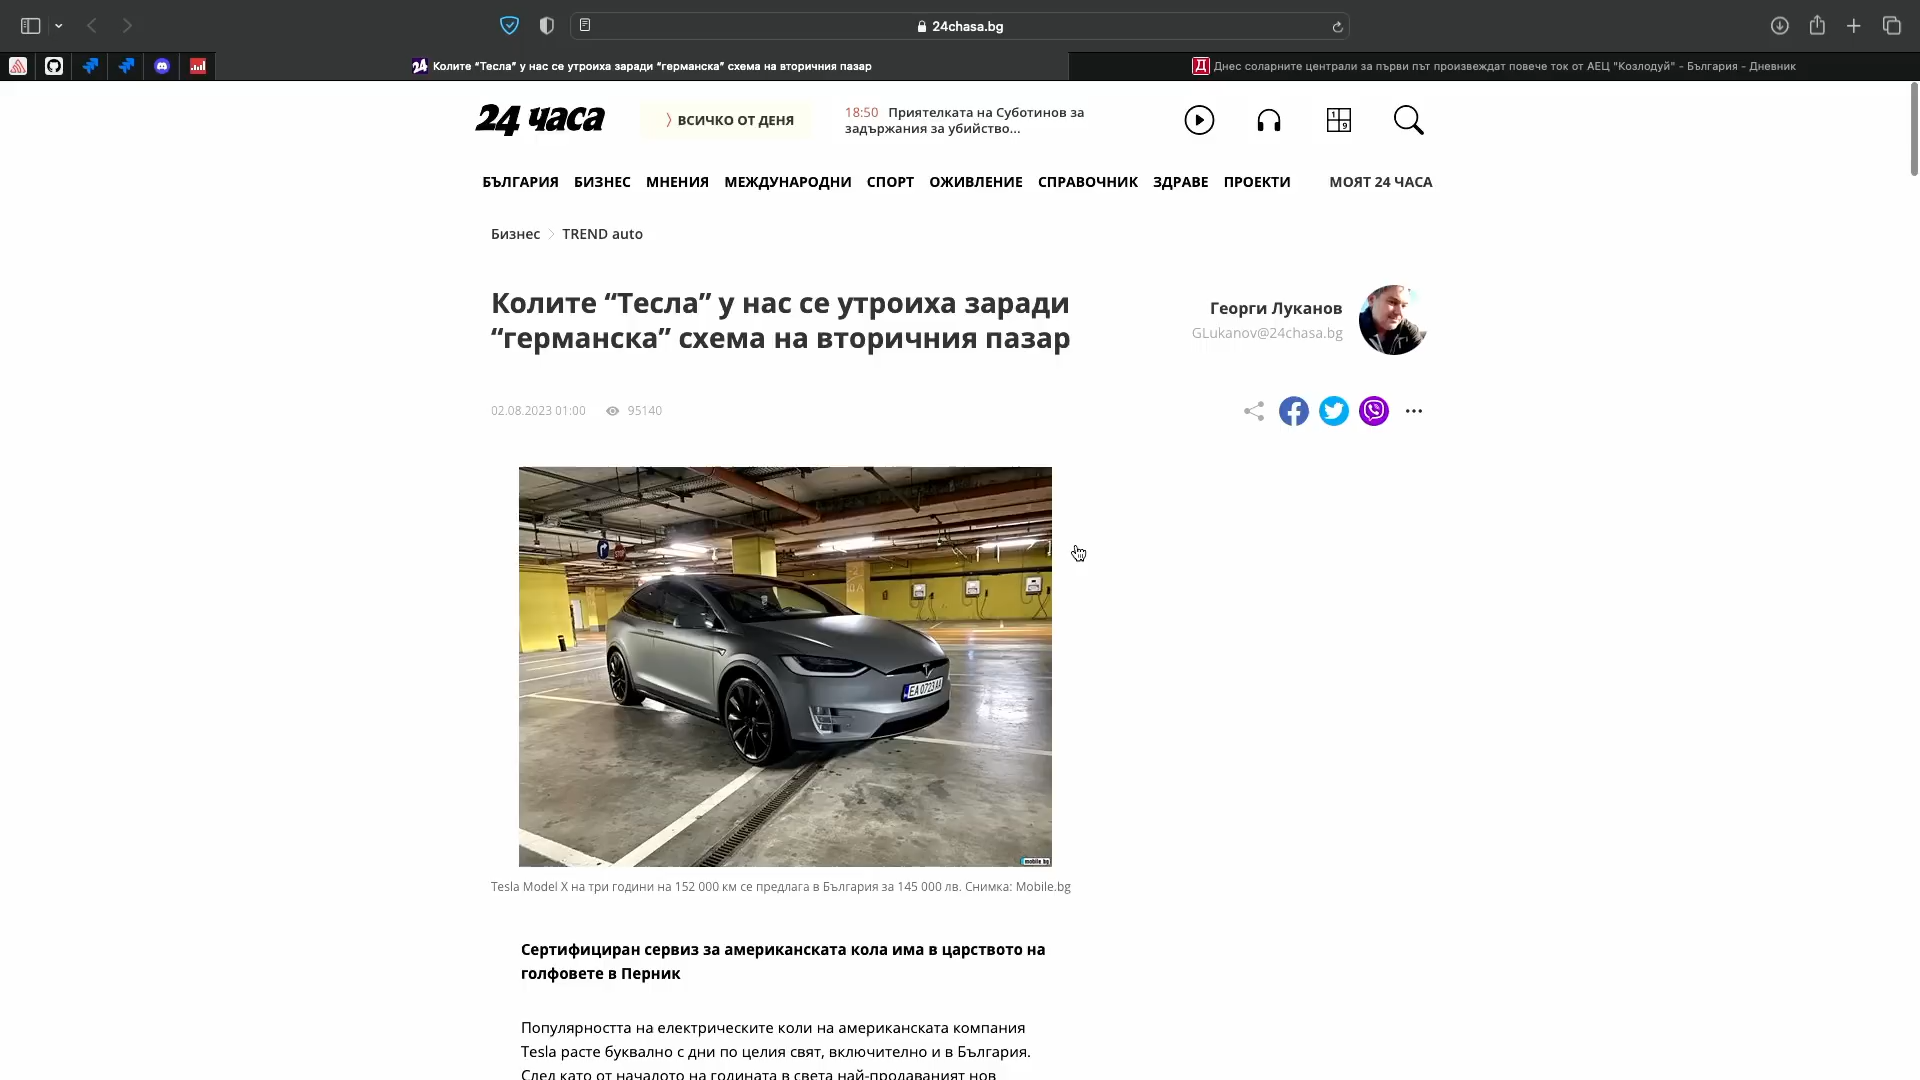 24chasa.bg
Колите “Тесла” у нас се утроиха заради “германска” схема на вторичния пазар
Днес соларните централи за първи път произвеждат повече ток от АЕЦ "Козлодуй" - България - Дневник
24 часа
ВСИЧКО ОТ ДЕНЯ
18:50 Приятелката на Суботинов за
задържания за убийство...
БЪЛГАРИЯ БИЗНЕС МНЕНИЯ МЕЖДУНАРОДНИ СПОРТ ОЖИВЛЕНИЕ СПРАВОЧНИК ЗДРАВЕ ПРОЕКТИ МОЯТ 24 ЧАСА
Бизнес TREND auto
Колите “Тесла” у нас се утроиха заради
“германска” схема на вторичния пазар
Георги Луканов
GLukanov@24chasa.bg
02.08.2023 01:00 95140
EA0723AA
mobile.bg
Tesla Model X на три години на 152 000 км се предлага в България за 145 000 лв. Снимка: Mobile.bg
Сертифициран сервиз за американската кола има в царството на
голфовете в Перник
Популярността на електрическите коли на американската компания
Tesla расте буквално с дни по целия свят, включително и в България.
След като от началото на годината в света най-продаваният нов